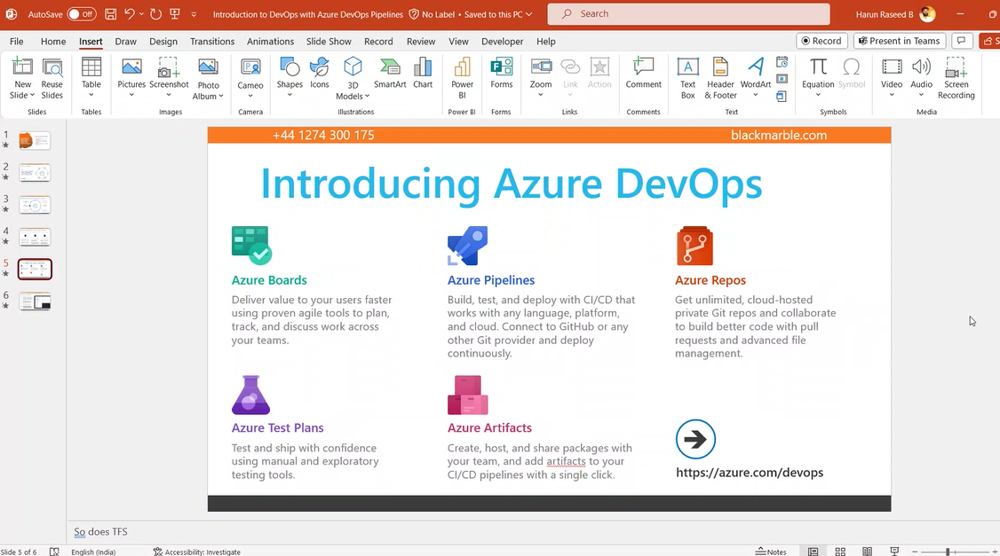 AutoSave Off Introduction to DevOps with Azure DevOps Pipelines No Label • Saved to this PC Search Harun Raseed B
File Home Insert Draw Design Transitions Animations Slide Show Record Review View Developer Help Record Present in Teams
New Slide Reuse Slides Table Pictures Screenshot Photo Album Cameo Shapes Icons 3D Models SmartArt Chart Power BI Forms Zoom Link Action Comment Text Box Header & Footer WordArt Equation Symbol Video Audio Screen Recording
Slides Tables Images Camera Illustrations Power BI Forms Links Comments Text Symbols Media
1
2
3
4
5
6
+44 1274 300 175 blackmarble.com
Introducing Azure DevOps
Azure Boards
Deliver value to your users faster
using proven agile tools to plan,
track, and discuss work across
your teams.
Azure Pipelines
Build, test, and deploy with CI/CD that
works with any language, platform,
and cloud. Connect to GitHub or any
other Git provider and deploy
continuously.
Azure Repos
Get unlimited, cloud-hosted
private Git repos and collaborate
to build better code with pull
requests and advanced file
management.
Azure Test Plans
Test and ship with confidence
using manual and exploratory
testing tools.
Azure Artifacts
Create, host, and share packages with
your team, and add artifacts to your
CI/CD pipelines with a single click.
https://azure.com/devops
So does TFS
Slide 5 of 6 English (India) Accessibility: Investigate Notes